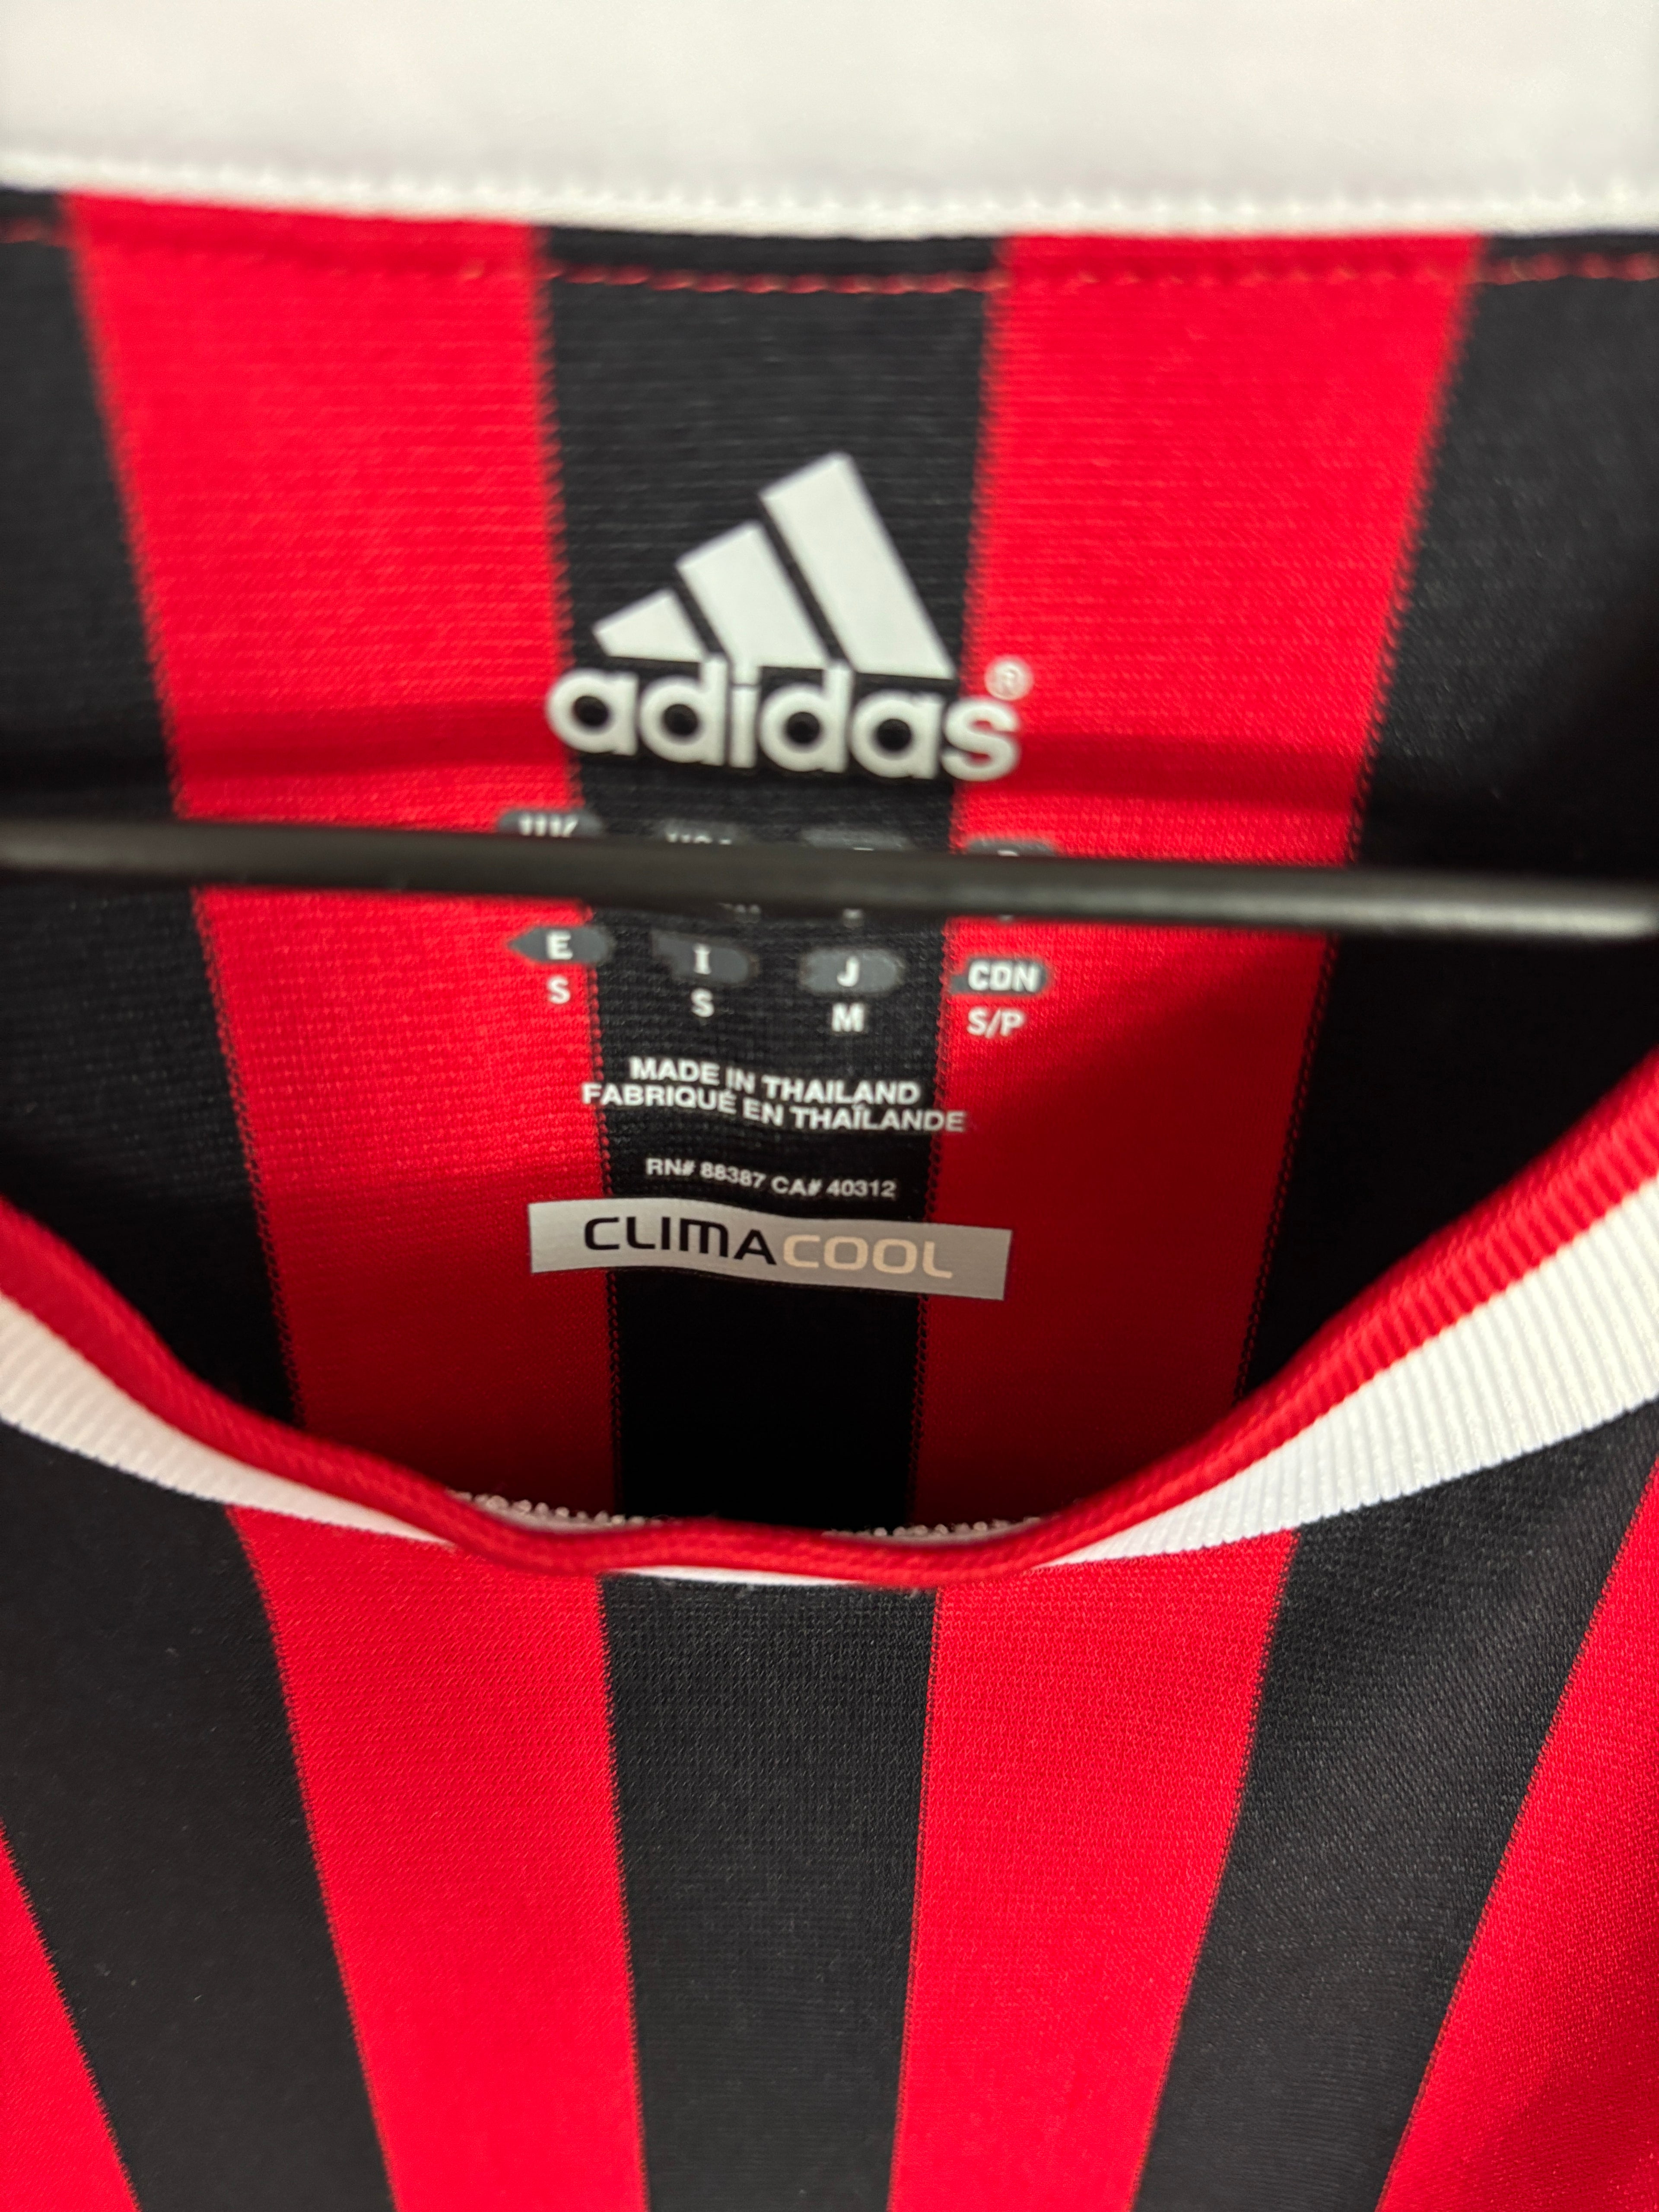 adidas®
E I J CDN
S S M S/P
MADE IN THAILAND
FABRIQUÉ EN THAÏLANDE
RN# 88387 CA# 40312
CLIMACOOL